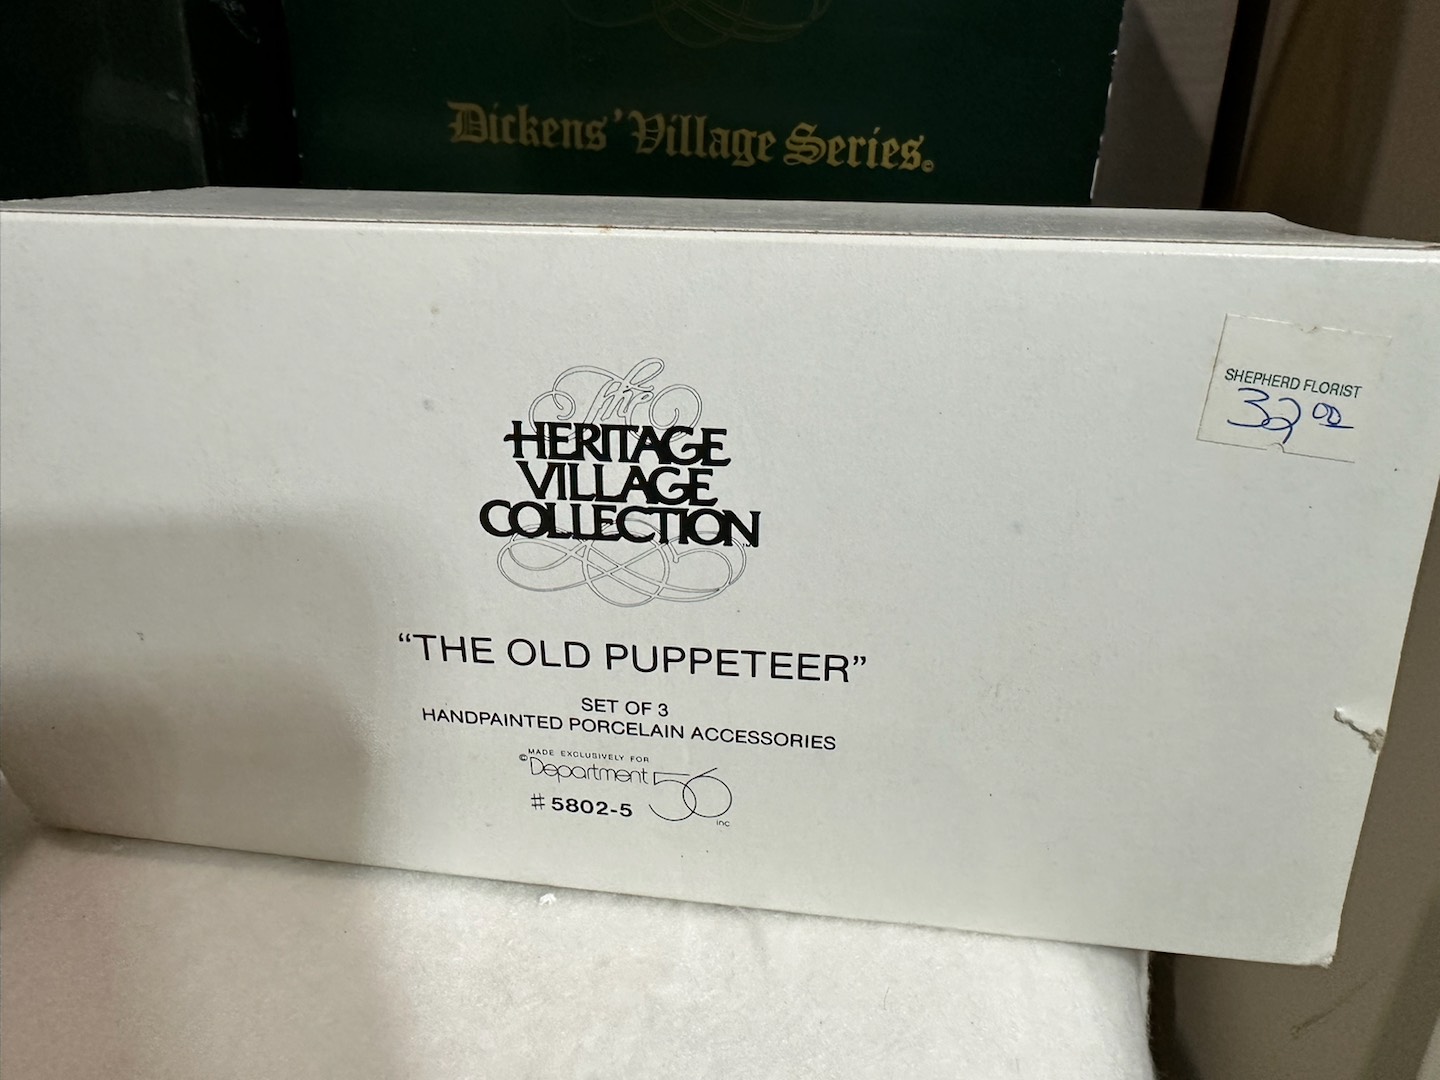 Dickens' Village Series.
SHEPHERD FLORIST
32.00
The
HERITAGE
VILLAGE
COLLECTION
"THE OLD PUPPETEER"
SET OF 3
HANDPAINTED PORCELAIN ACCESSORIES
MADE EXCLUSIVELY FOR
© Department 56 inc
# 5802-5